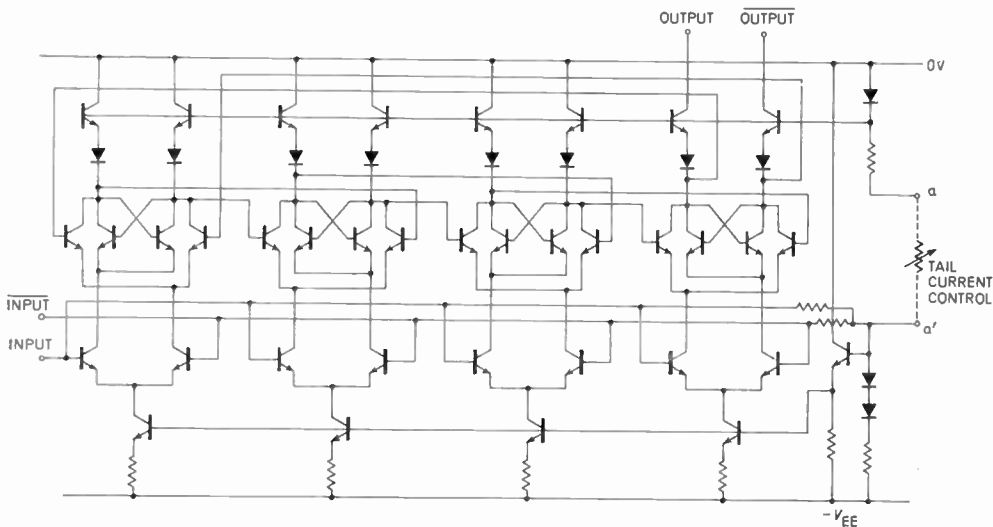 OUTPUT
OUTPUT
0V
a
TAIL
CURRENT
CONTROL
INPUT
a'
INPUT
-VEE